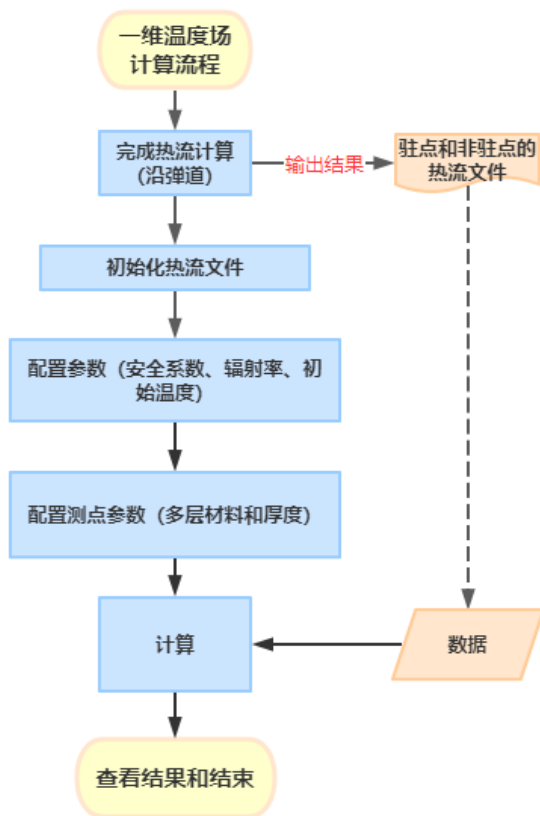 一维温度场
计算流程
完成热流计算
(沿弹道)
输出结果
驻点和非驻点的
热流文件
初始化热流文件
配置参数（安全系数、辐射率、初
始温度）
配置测点参数（多层材料和厚度）
计算
数据
查看结果和结束